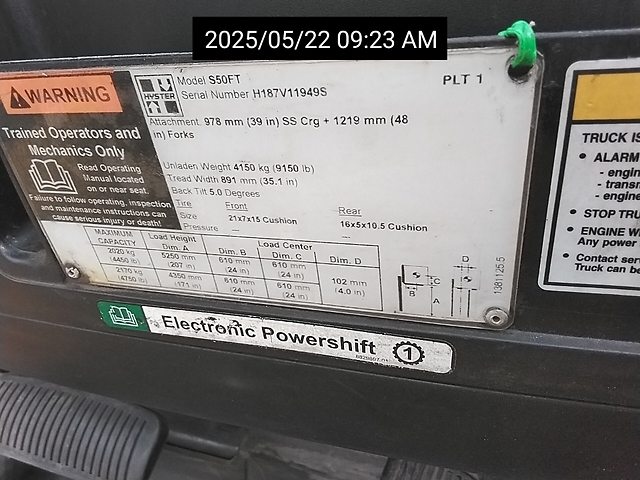 2025/05/22 09:23 AM
WARNING
Trained Operators and
Mechanics Only
Read Operating
Manual located
on or near seat.
Failure to follow operating, inspection
and maintenance instructions can
cause serious injury or death!
HYSTER
Model S50FT
PLT 1
Serial Number H187V11949S
Attachment 978 mm (39 in) SS Crg + 1219 mm (48
in) Forks
Unladen Weight 4150 kg (9150 lb)
Tread Width 891 mm (35.1 in)
Back Tilt 5.0 Degrees
Tire Front Rear
Size 21x7x15 Cushion 16x5x10.5 Cushion
Pressure -- --
MAXIMUM CAPACITY Load Height Dim. A Load Center
Dim. B Dim. C Dim. D
2020 kg (4450 lb) 5250 mm (207 in) 610 mm (24 in) 610 mm (24 in)
2170 kg (4750 lb) 4350 mm (171 in) 610 mm (24 in) 610 mm (24 in) 102 mm (4.0 in)
D
C
B
A
1381125.5
Electronic Powershift 1
TRUCK IS
• ALARM
- engin
- transm
- engine
• STOP TRU
• ENGINE W
Any power
• Contact serv
Truck can be